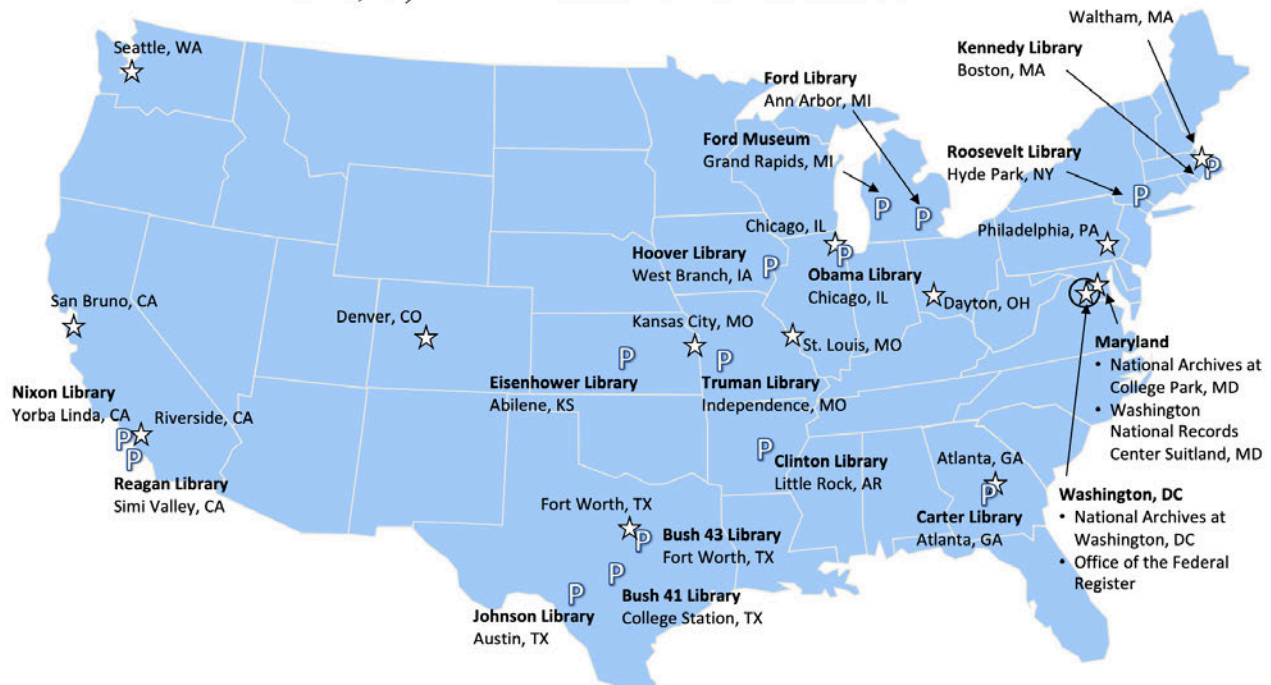 Seattle, WA
Waltham, MA
Kennedy Library
Boston, MA
Ford Library
Ann Arbor, MI
Ford Museum
Grand Rapids, MI
Roosevelt Library
Hyde Park, NY
P
P
P
P
Chicago, IL
Philadelphia, PA
Hoover Library
West Branch, IA
P
P
Obama Library
Chicago, IL
Dayton, OH
San Bruno, CA
Denver, CO
Kansas City, MO
St. Louis, MO
Maryland
• National Archives at
College Park, MD
• Washington
National Records
Center Suitland, MD
P
P
Eisenhower Library
Abilene, KS
Truman Library
Independence, MO
Nixon Library
Yorba Linda, CA
Riverside, CA
P
P
Reagan Library
Simi Valley, CA
P
Clinton Library
Little Rock, AR
Atlanta, GA
P
Carter Library
Atlanta, GA
Washington, DC
• National Archives at
Washington, DC
• Office of the Federal
Register
Fort Worth, TX
P
Bush 43 Library
Fort Worth, TX
P
Bush 41 Library
College Station, TX
P
Johnson Library
Austin, TX